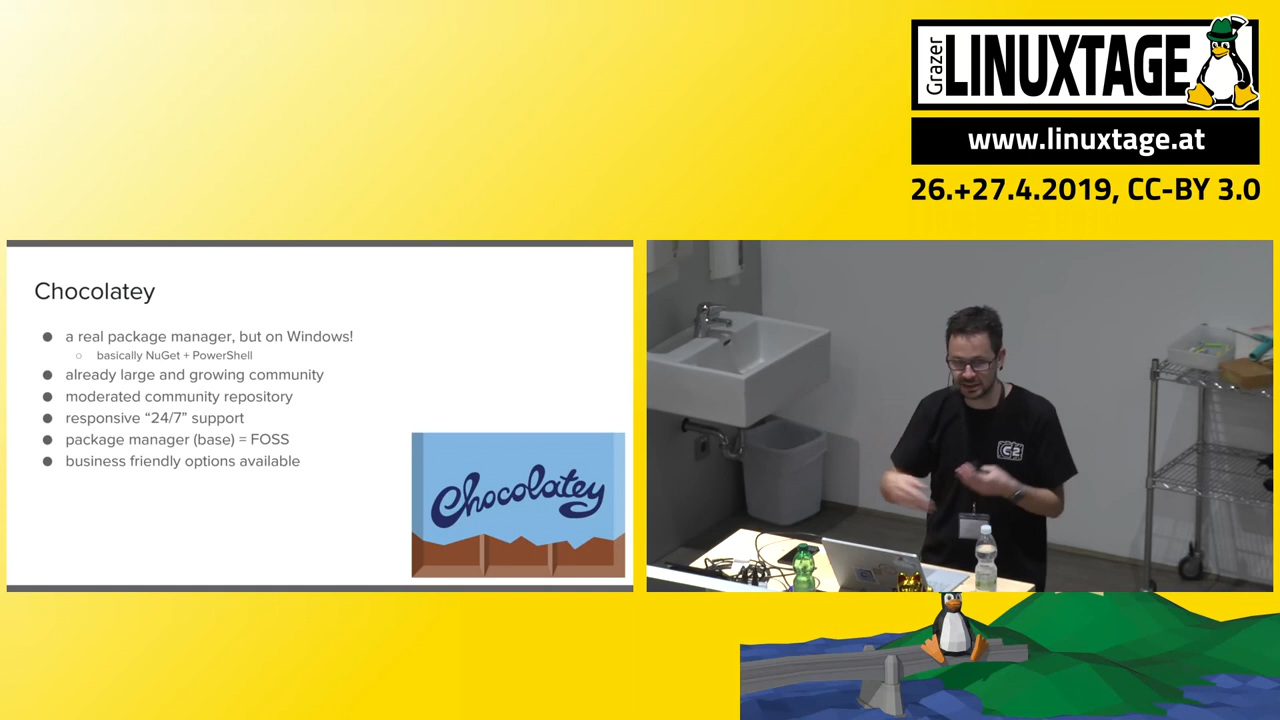 Grazer
LINUXTAGE
www.linuxtage.at
26.+27.4.2019, CC-BY 3.0
Chocolatey
● a real package manager, but on Windows!
○ basically NuGet + PowerShell
● already large and growing community
● moderated community repository
● responsive “24/7” support
● package manager (base) = FOSS
● business friendly options available
Chocolatey
C2